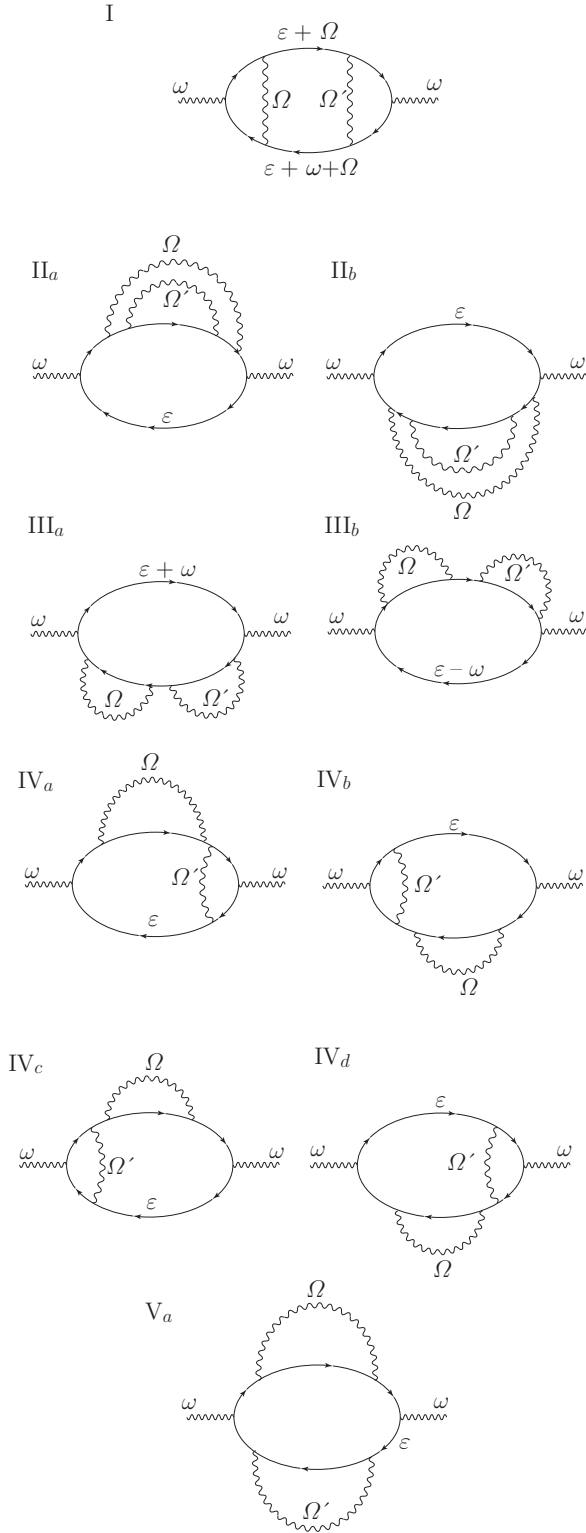 I
ε + Ω
ω Ω Ω′ ω
ε + ω+Ω
II_a Ω II_b
Ω′ ε
ω ω ω ω
ε Ω′
Ω
III_a III_b
ε + ω Ω Ω′
ω ω ω ω
Ω Ω′ ε− ω
IV_a Ω IV_b
ε
ω Ω′ ω ω Ω′ ω
ε
Ω
IV_c Ω IV_d
ε
ω Ω′ ω ω Ω′ ω
ε
Ω
V_a Ω
ω ω
ε
Ω′